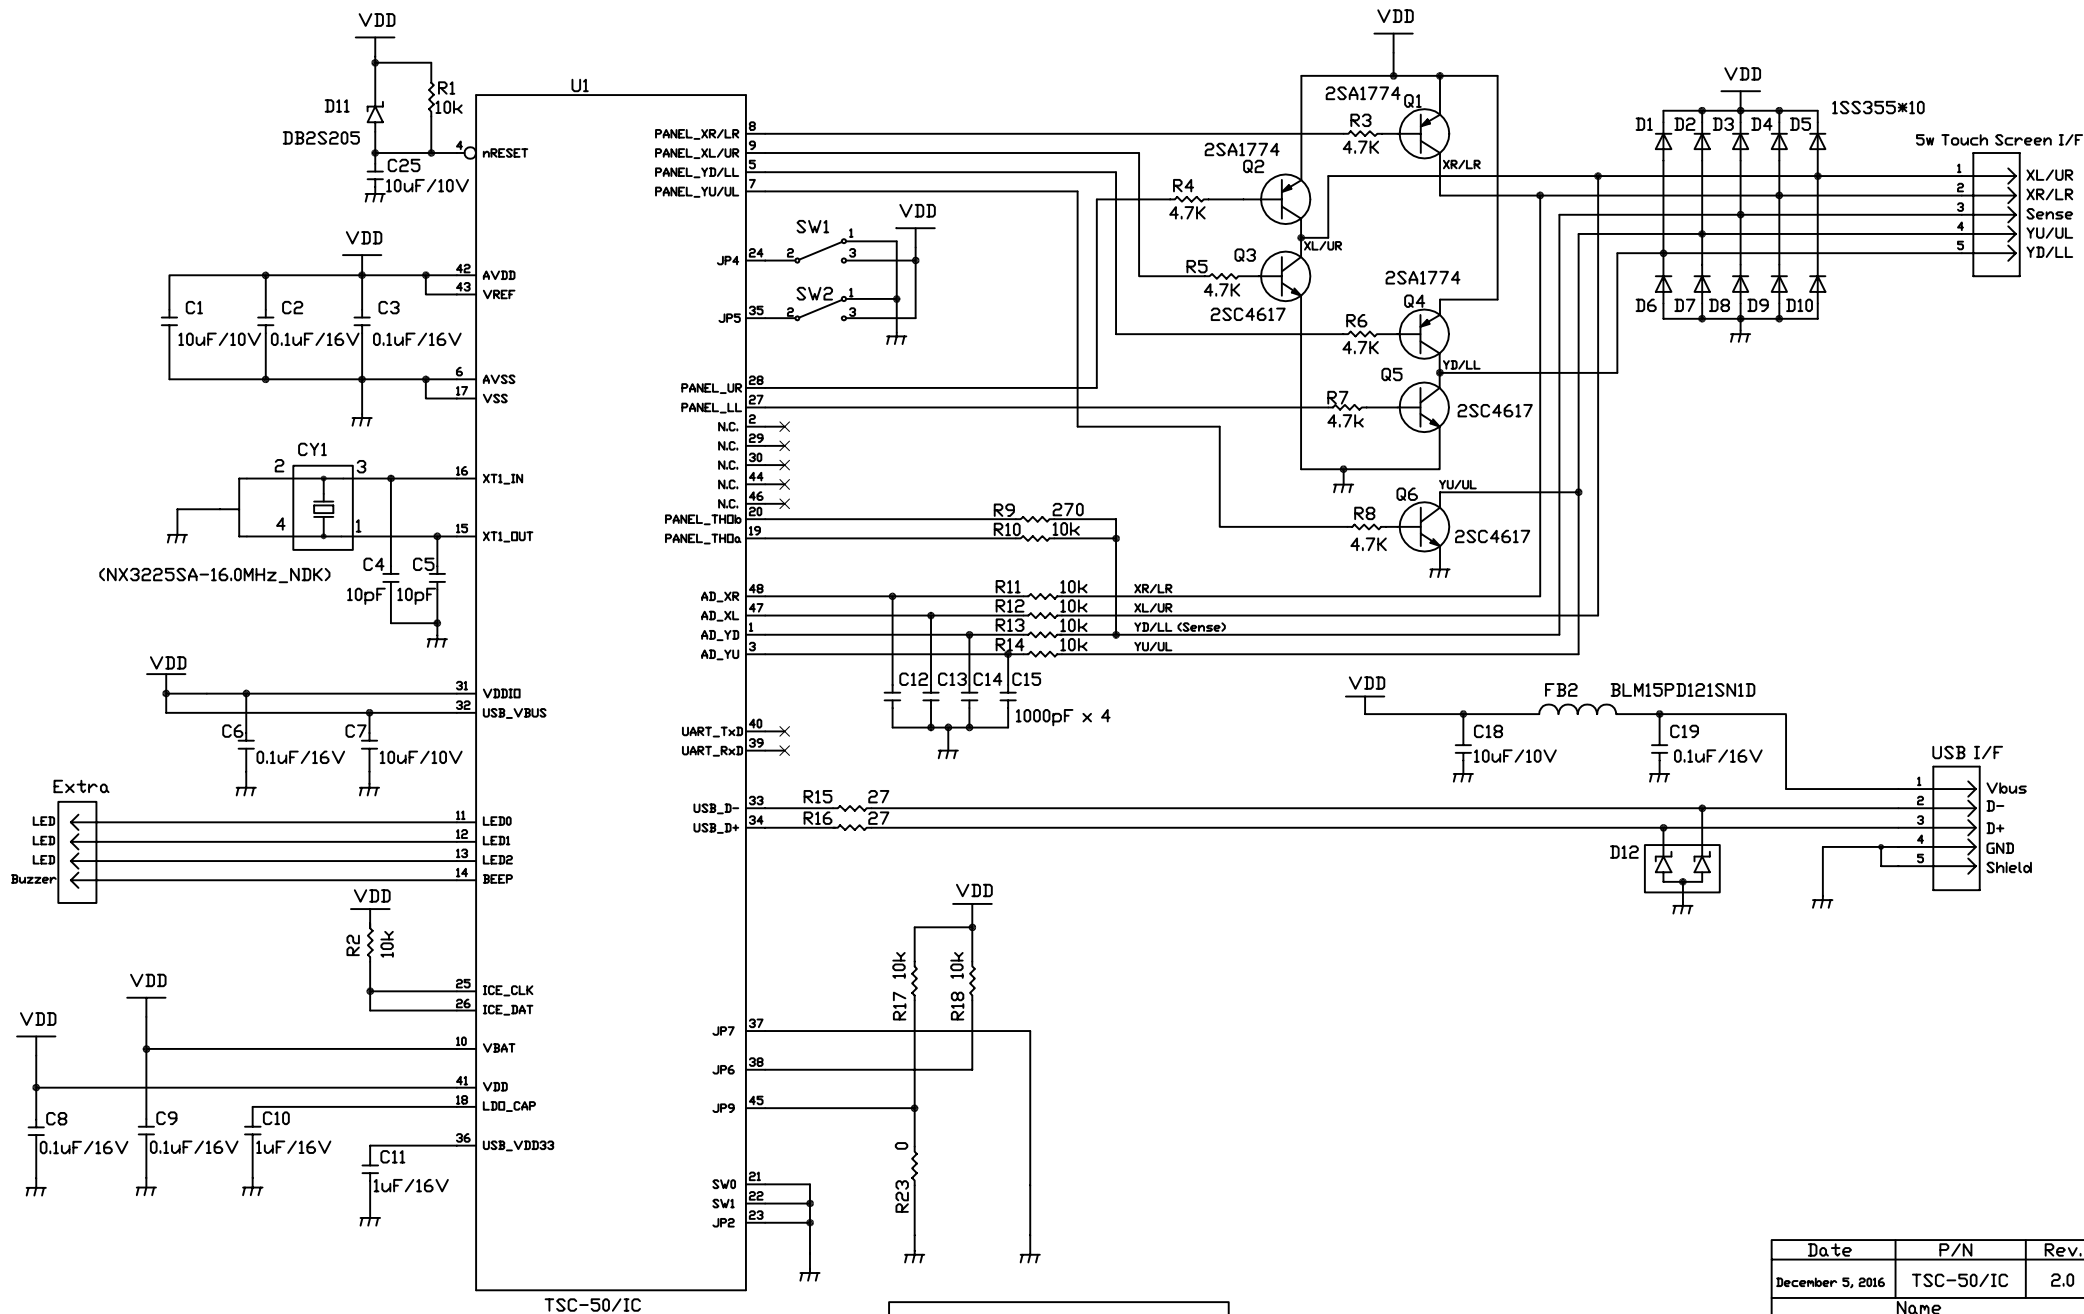 VDD
D11
DB2S205
R1
10k
C25
10uF/10V
4
nRESET
U1
VDD
C1
10uF/10V
C2
0.1uF/16V
C3
0.1uF/16V
42 AVDD
43 VREF
6 AVSS
17 VSS
CY1
2
3
4
1
(NX3225SA-16.0MHz_NDK)
C4
10pF
C5
10pF
16 XT1_IN
15 XT1_OUT
VDD
C6
0.1uF/16V
C7
10uF/10V
31 VDDIO
32 USB_VBUS
Extra
LED
LED
LED
Buzzer
11 LED0
12 LED1
13 LED2
14 BEEP
VDD
R2
10k
25 ICE_CLK
26 ICE_DAT
VDD
VDD
10 VBAT
41 VDD
18 LDO_CAP
36 USB_VDD33
C8
0.1uF/16V
C9
0.1uF/16V
C10
1uF/16V
C11
1uF/16V
TSC-50/IC
PANEL_XR/LR 8
PANEL_XL/UR 9
PANEL_YD/LL 5
PANEL_YU/UL 7
JP4 24
JP5 35
SW1
2
1
3
SW2
2
1
3
VDD
PANEL_UR 28
PANEL_LL 27
N.C. 2
N.C. 29
N.C. 30
N.C. 44
N.C. 46
PANEL_THOb 20
PANEL_THOa 19
R9 270
R10 10k
AD_XR 48
AD_XL 47
AD_YD 1
AD_YU 3
R11 10k XR/LR
R12 10k XL/UR
R13 10k YD/LL (Sense)
R14 10k YU/UL
C12
C13
C14
C15
1000pF x 4
UART_TxD 40
UART_RxD 39
USB_D- 33
USB_D+ 34
R15 27
R16 27
VDD
R17 10k
R18 10k
JP7 37
JP6 38
JP9 45
R23 0
SW0 21
SW1 22
JP2 23
VDD
2SA1774
Q1
R3
4.7K
XR/LR
2SA1774
Q2
R4
4.7K
XL/UR
Q3
R5
4.7K
2SC4617
2SA1774
Q4
R6
4.7K
YD/LL
Q5
R7
4.7k
2SC4617
YU/UL
Q6
R8
4.7K
2SC4617
VDD
1SS355*10
D1
D2
D3
D4
D5
D6
D7
D8
D9
D10
5w Touch Screen I/F
1 XL/UR
2 XR/LR
3 Sense
4 YU/UL
5 YD/LL
VDD
FB2
BLM15PD121SN1D
C18
10uF/10V
C19
0.1uF/16V
USB I/F
1 Vbus
2 D-
3 D+
4 GND
5 Shield
D12
Date P/N Rev.
December 5, 2016 TSC-50/IC 2.0
Name